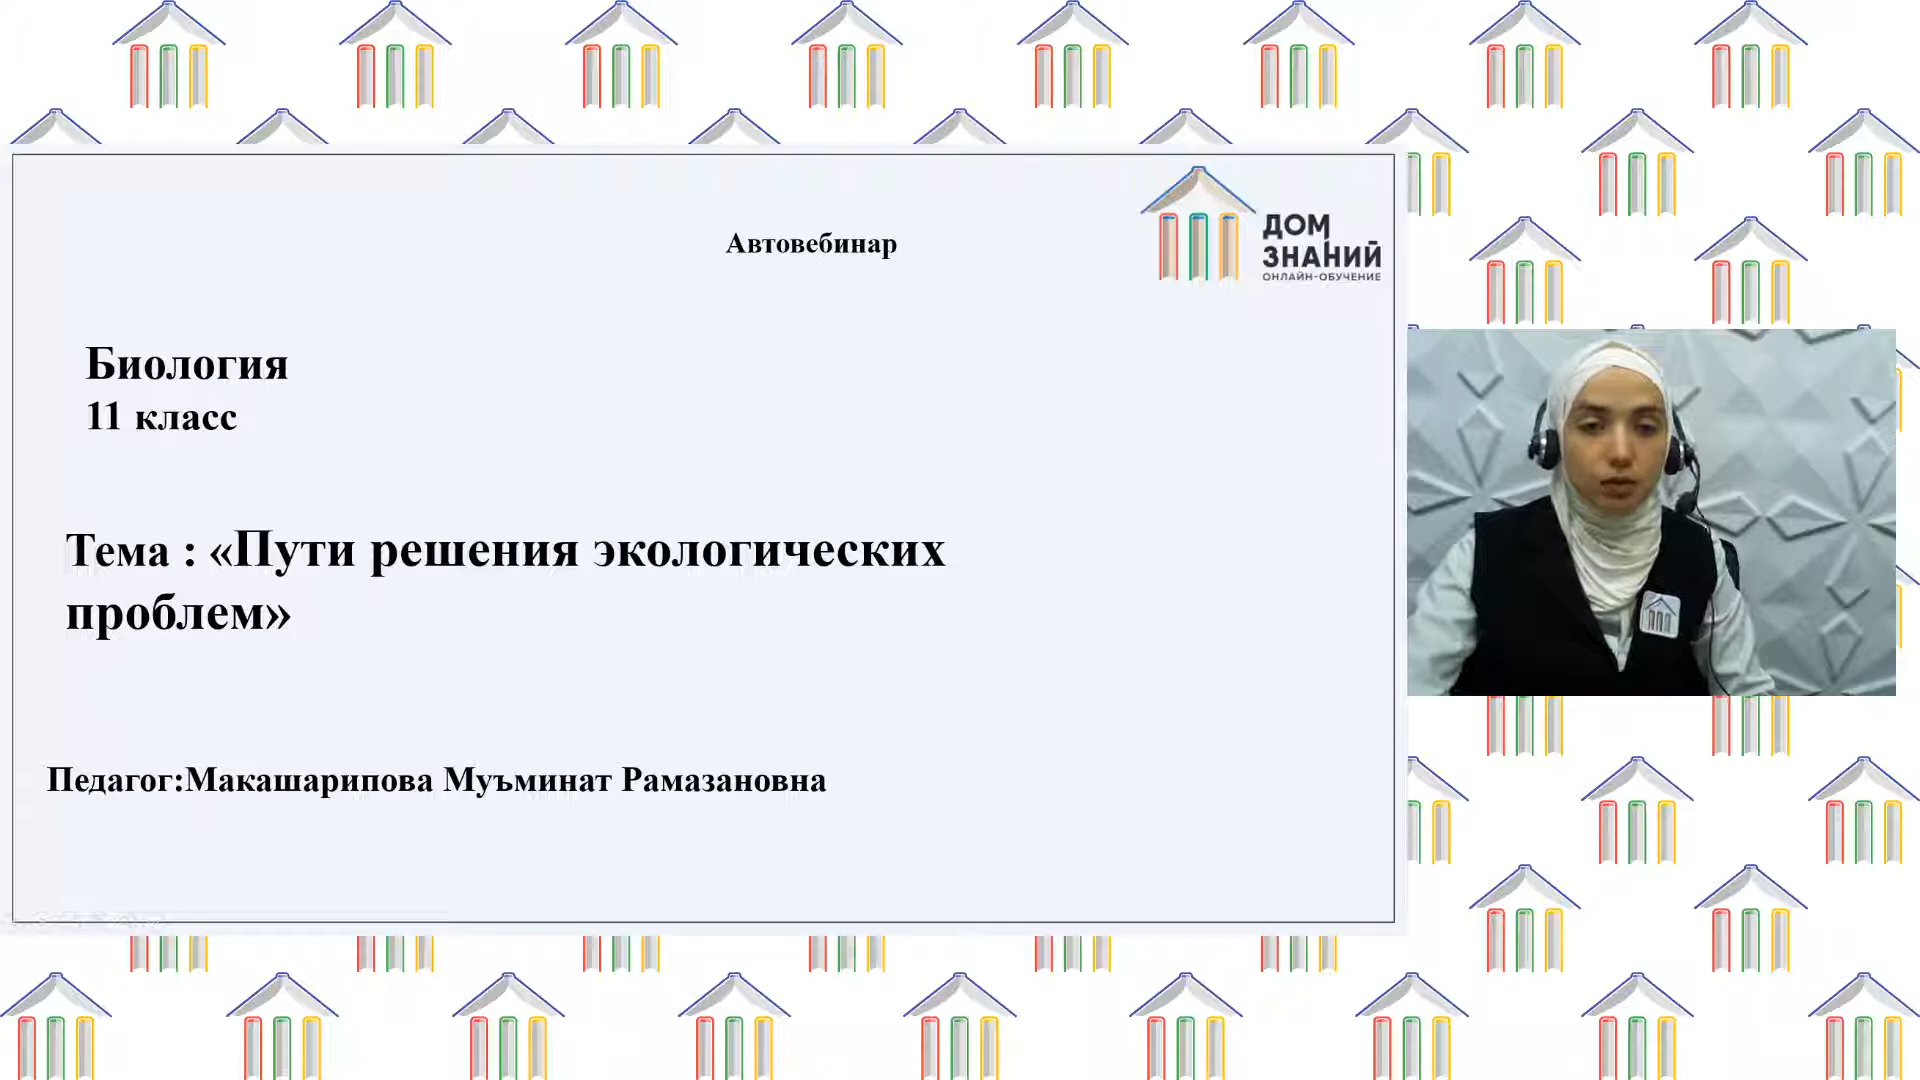 Автовебинар
ДОМ
ЗНАНИЙ
ОНЛАЙН-ОБУЧЕНИЕ
Биология
11 класс
Тема : «Пути решения экологических
проблем»
Педагог:Макашарипова Муъминат Рамазановна